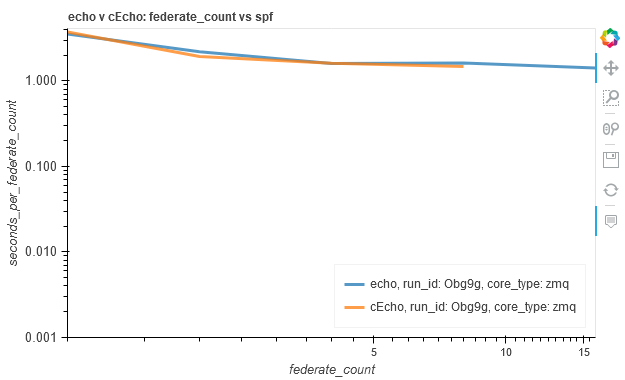 echo v cEcho: federate_count vs spf
1.000
0.100
0.010
0.001
seconds_per_federate_count
echo, run_id: Obg9g, core_type: zmq
cEcho, run_id: Obg9g, core_type: zmq
5
10
15
federate_count